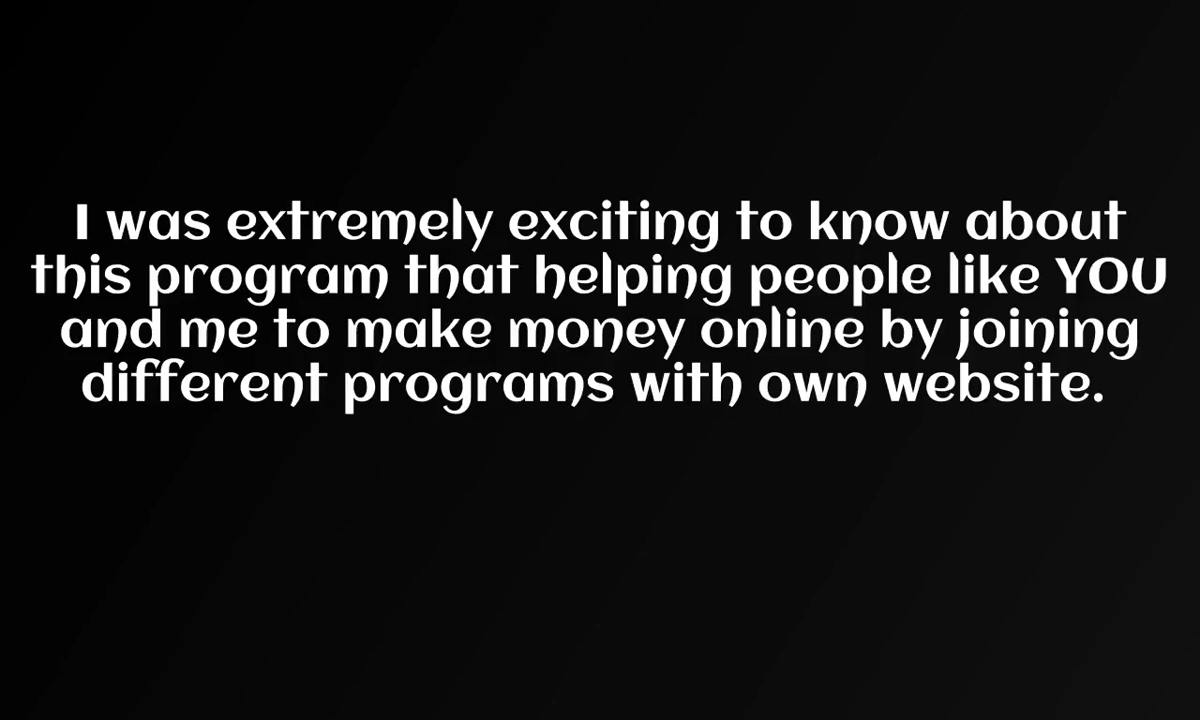 I was extremely exciting to know about
this program that helping people like YOU
and me to make money online by joining
different programs with own website.